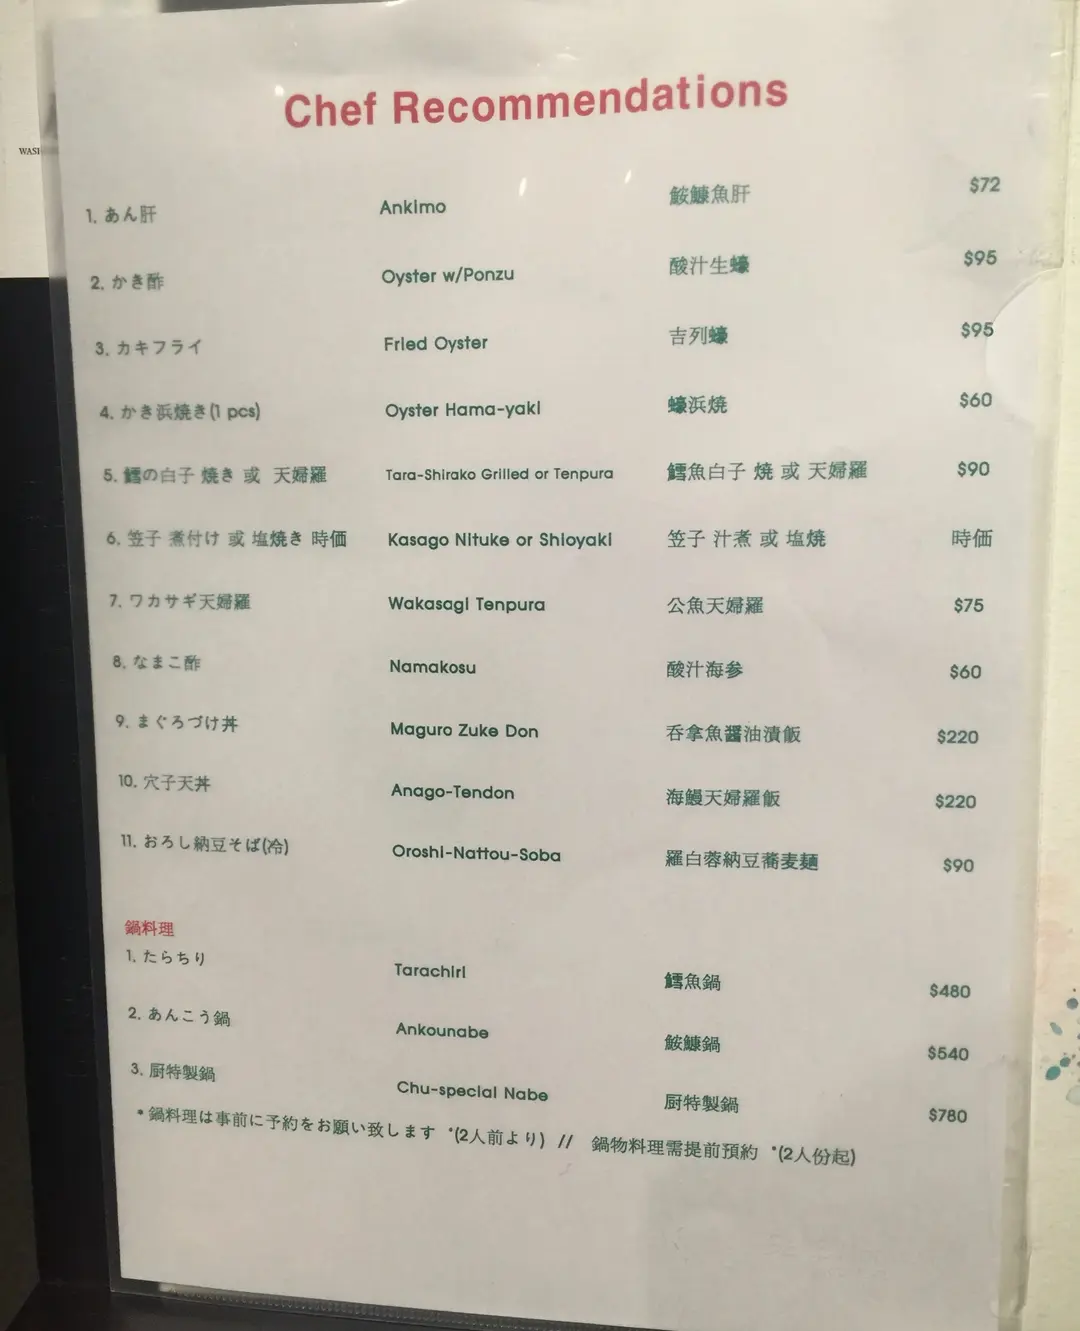 Chef Recommendations
WASH
1. あん肝 Ankimo 鮟鱇魚肝 $72
2. かき酢 Oyster w/Ponzu 酸汁生蠔 $95
3. カキフライ Fried Oyster 吉列蠔 $95
4. かき浜焼き(1 pcs) Oyster Hama-yaki 蠔浜焼 $60
5. 鱈の白子 焼き 或 天婦羅 Tara-Shirako Grilled or Tenpura 鱈魚白子 焼 或 天婦羅 $90
6. 笠子 煮付け 或 塩焼き 時価 Kasago Nituke or Shioyaki 笠子 汁煮 或 塩焼 時価
7. ワカサギ天婦羅 Wakasagi Tenpura 公魚天婦羅 $75
8. なまこ酢 Namakosu 酸汁海参 $60
9. まぐろづけ丼 Maguro Zuke Don 吞拿魚醤油漬飯 $220
10. 穴子天丼 Anago-Tendon 海鰻天婦羅飯 $220
11. おろし納豆そば(冷) Oroshi-Nattou-Soba 羅白蓉納豆蕎麦麺 $90
鍋料理
1. たらちり Tarachiri 鱈魚鍋 $480
2. あんこう鍋 Ankounabe 鮟鱇鍋 $540
3. 厨特製鍋 Chu-special Nabe 厨特製鍋 $780
*鍋料理は事前に予約をお願い致します *(2人前より) // 鍋物料理需提前預約 *(2人份起)